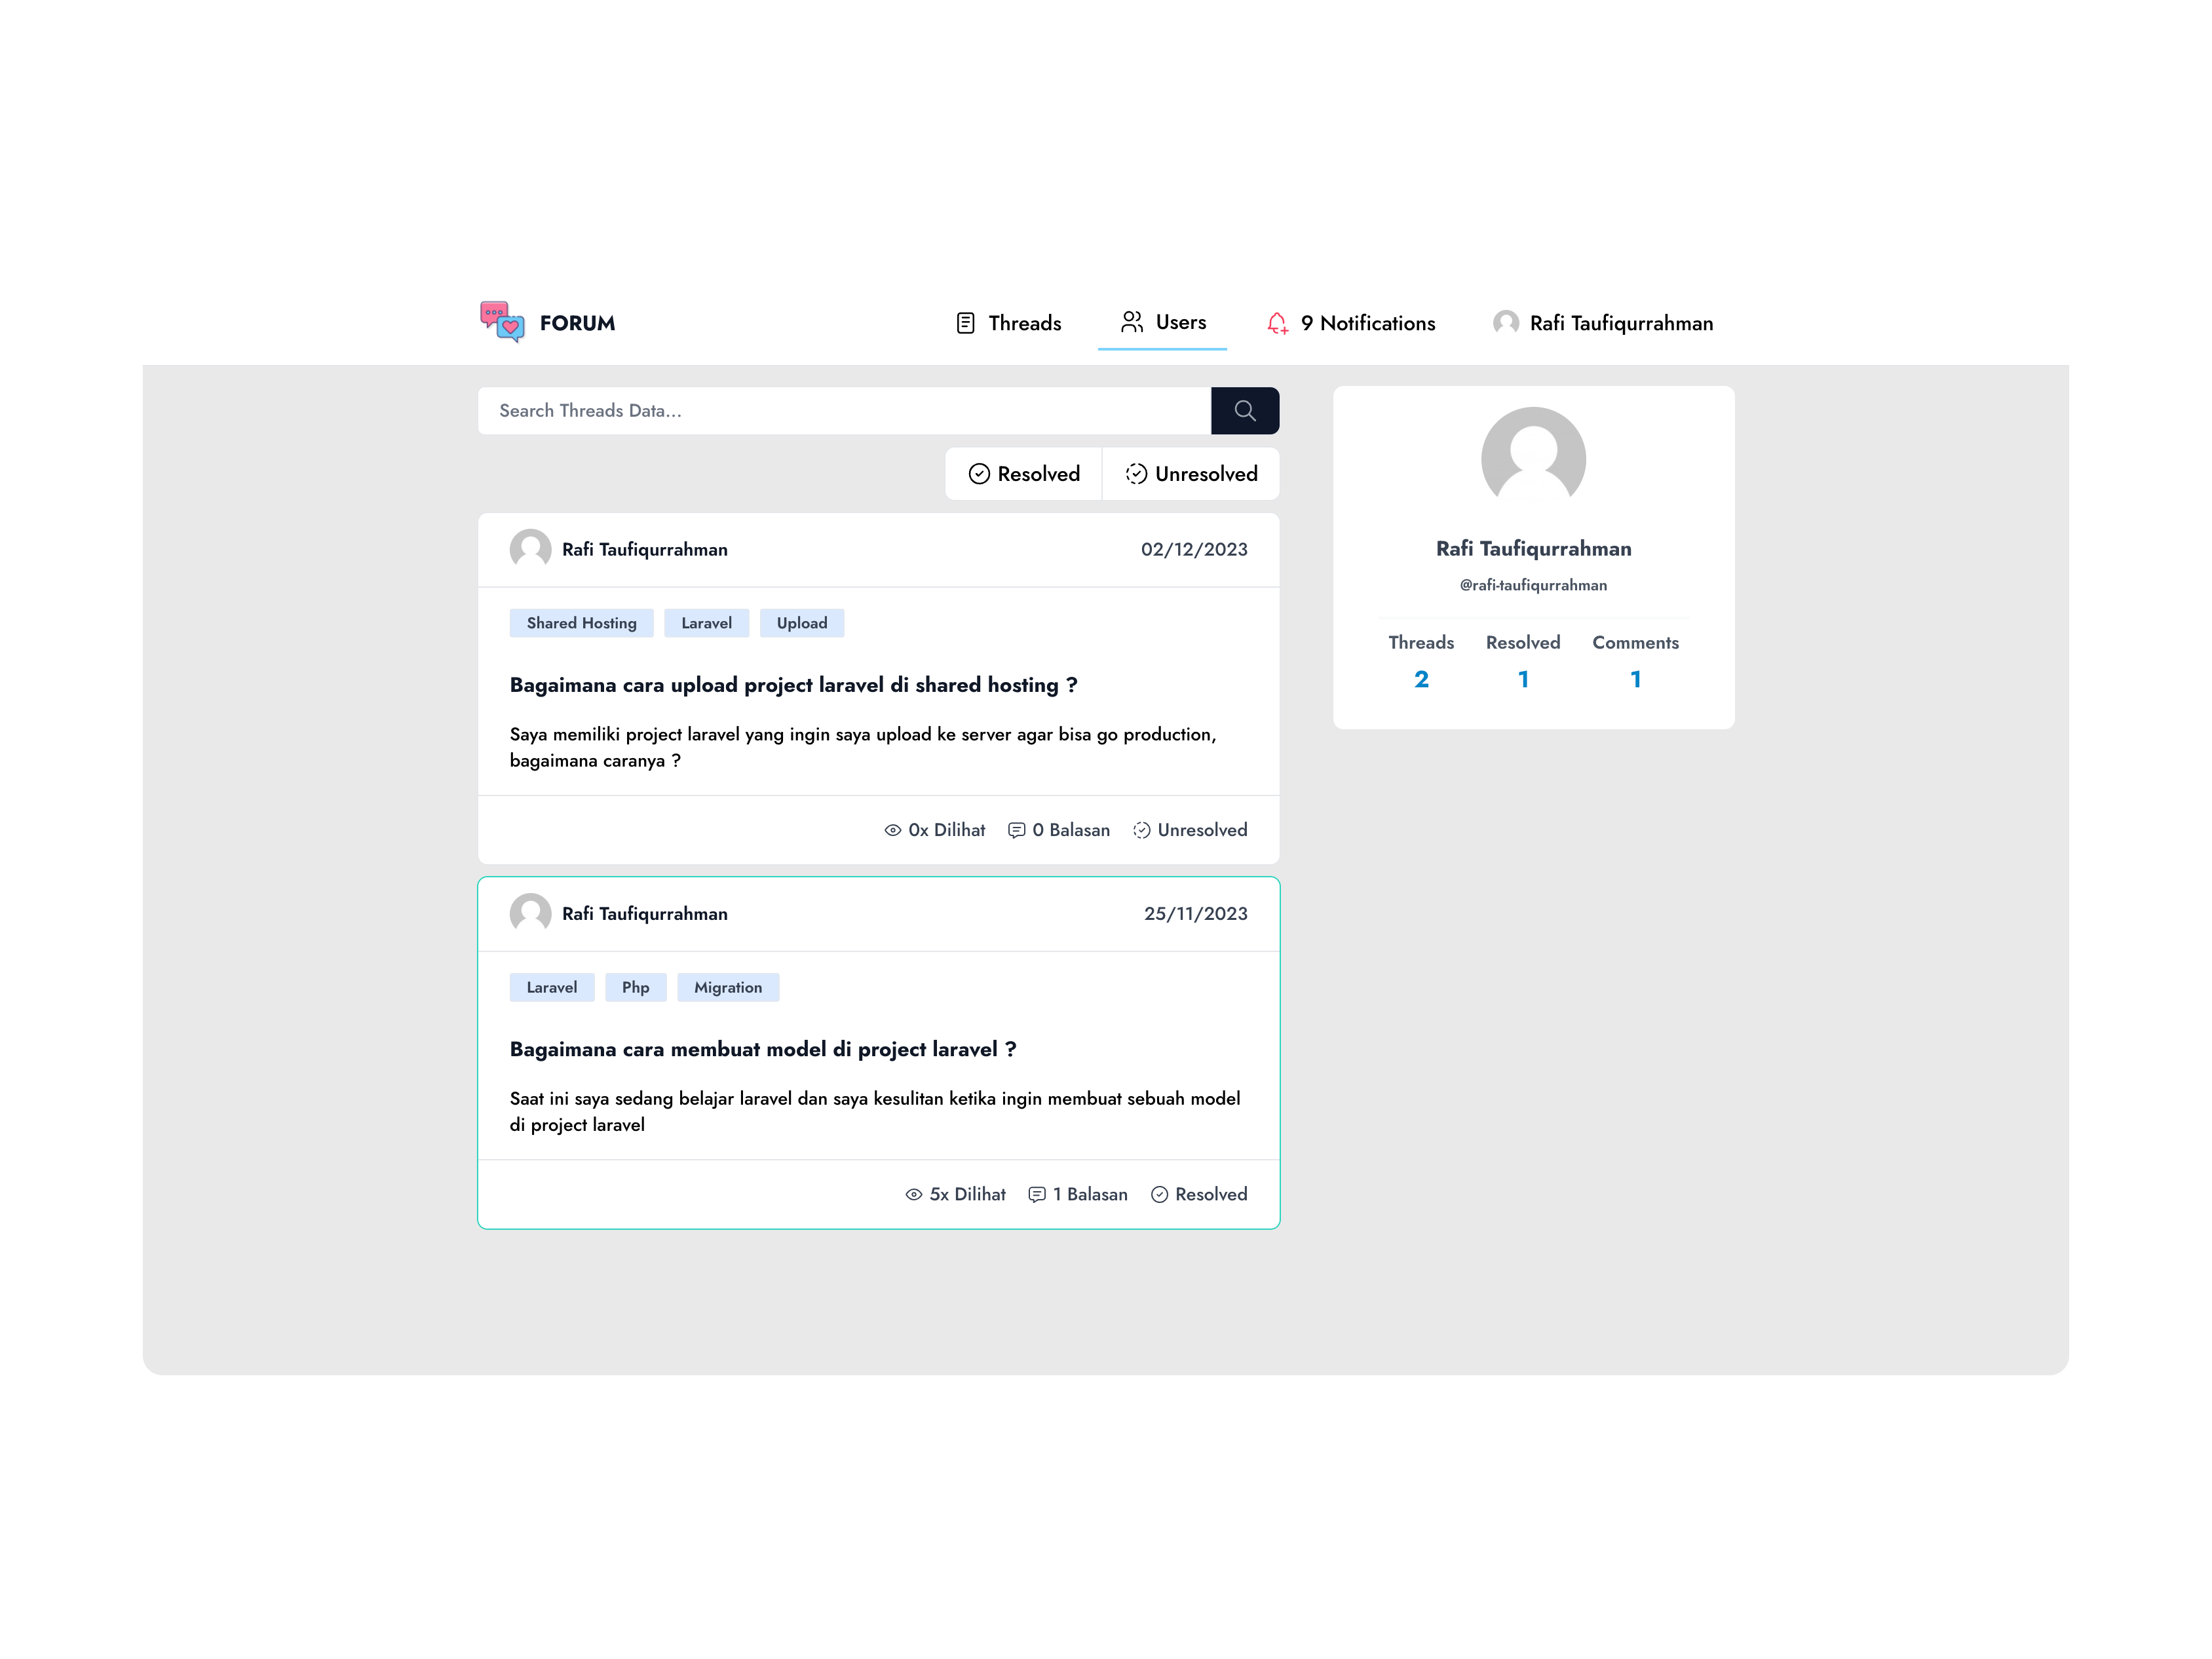 FORUM
Threads
Users
9 Notifications
Rafi Taufiqurrahman
Search Threads Data...
Resolved
Unresolved
Rafi Taufiqurrahman
02/12/2023
Shared Hosting
Laravel
Upload
Bagaimana cara upload project laravel di shared hosting ?
Saya memiliki project laravel yang ingin saya upload ke server agar bisa go production,
bagaimana caranya ?
0x Dilihat
0 Balasan
Unresolved
Rafi Taufiqurrahman
25/11/2023
Laravel
Php
Migration
Bagaimana cara membuat model di project laravel ?
Saat ini saya sedang belajar laravel dan saya kesulitan ketika ingin membuat sebuah model
di project laravel
5x Dilihat
1 Balasan
Resolved
Rafi Taufiqurrahman
@rafi-taufiqurrahman
Threads
Resolved
Comments
2
1
1